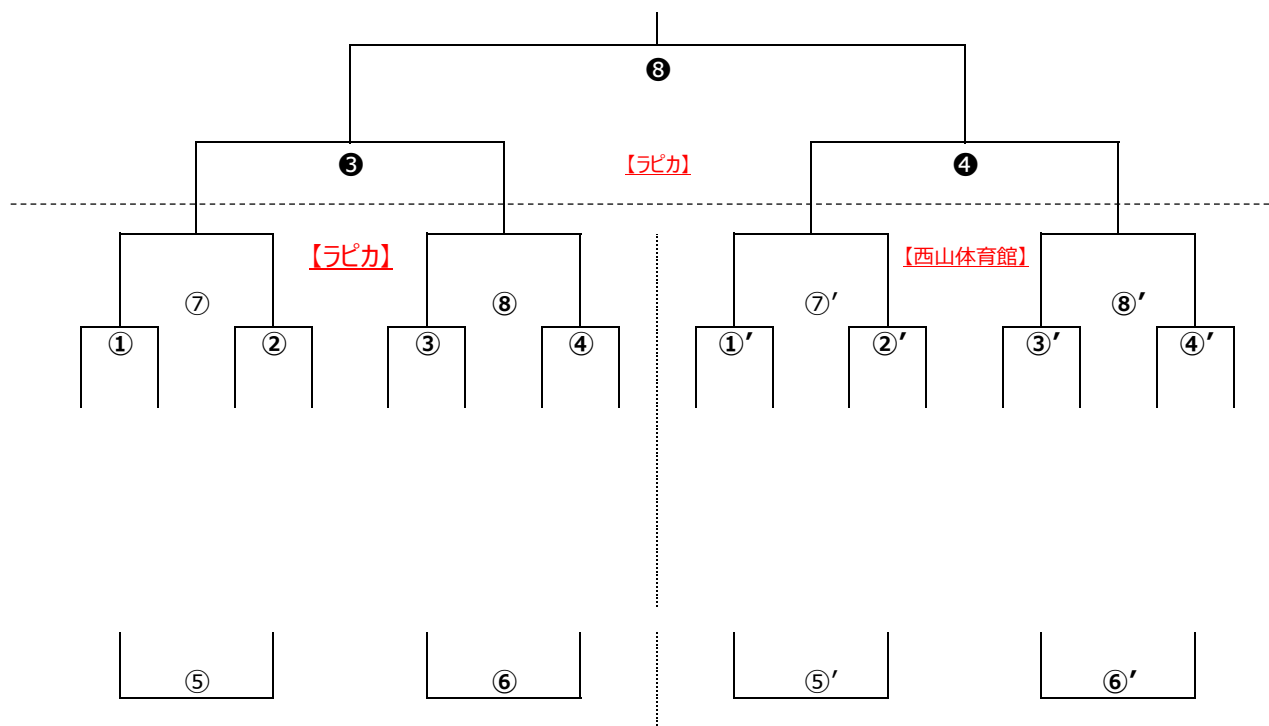 ❽
❸ 【ラピカ】 ❹
【ラピカ】 【西山体育館】
⑦ ⑧ ⑦′ ⑧′
① ② ③ ④ ①′ ②′ ③′ ④′
⑤ ⑥ ⑤′ ⑥′